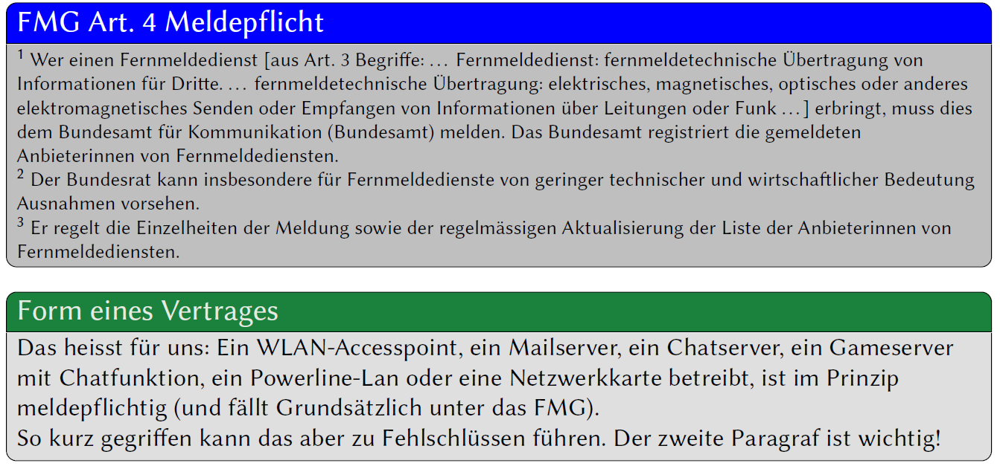 FMG Art. 4 Meldepflicht
¹ Wer einen Fernmeldedienst [aus Art. 3 Begriffe: … Fernmeldedienst: fernmeldetechnische Übertragung von
Informationen für Dritte. … fernmeldetechnische Übertragung: elektrisches, magnetisches, optisches oder anderes
elektromagnetisches Senden oder Empfangen von Informationen über Leitungen oder Funk …] erbringt, muss dies
dem Bundesamt für Kommunikation (Bundesamt) melden. Das Bundesamt registriert die gemeldeten
Anbieterinnen von Fernmeldediensten.
² Der Bundesrat kann insbesondere für Fernmeldedienste von geringer technischer und wirtschaftlicher Bedeutung
Ausnahmen vorsehen.
³ Er regelt die Einzelheiten der Meldung sowie der regelmässigen Aktualisierung der Liste der Anbieterinnen von
Fernmeldediensten.
Form eines Vertrages
Das heisst für uns: Ein WLAN-Accesspoint, ein Mailserver, ein Chatserver, ein Gameserver
mit Chatfunktion, ein Powerline-Lan oder eine Netzwerkkarte betreibt, ist im Prinzip
meldepflichtig (und fällt Grundsätzlich unter das FMG).
So kurz gegriffen kann das aber zu Fehlschlüssen führen. Der zweite Paragraf ist wichtig!